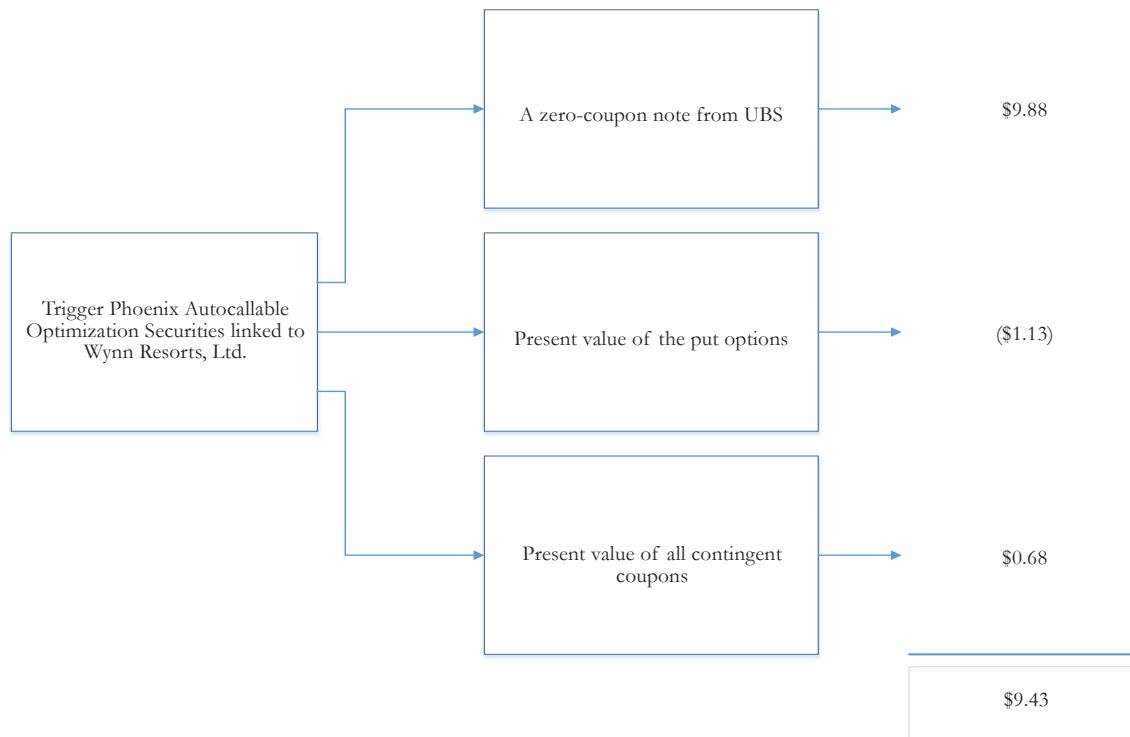 A zero-coupon note from UBS
$9.88
Trigger Phoenix Autocallable
Optimization Securities linked to
Wynn Resorts, Ltd.
Present value of the put options
($1.13)
Present value of all contingent
coupons
$0.68
$9.43